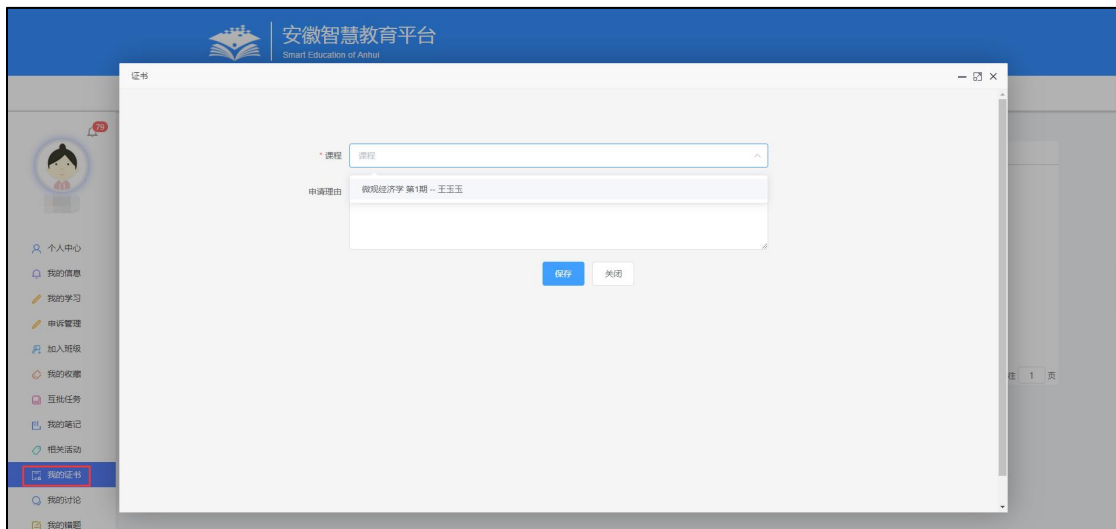 安徽智慧教育平台
Smart Education of Anhui
证书
79
* 课程
课程
申请理由
微观经济学 第1期 -- 王玉玉
保存
关闭
个人中心
我的信息
我的学习
申诉管理
加入班级
我的收藏
互批任务
我的笔记
相关活动
我的证书
我的讨论
我的错题
往 1 页